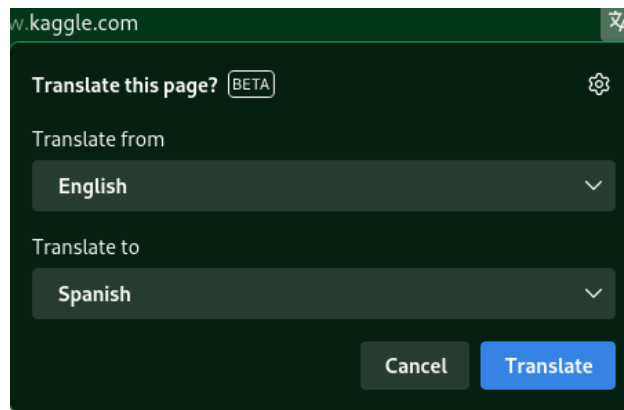 w.kaggle.com
Translate this page? BETA
Translate from
English
Translate to
Spanish
Cancel Translate